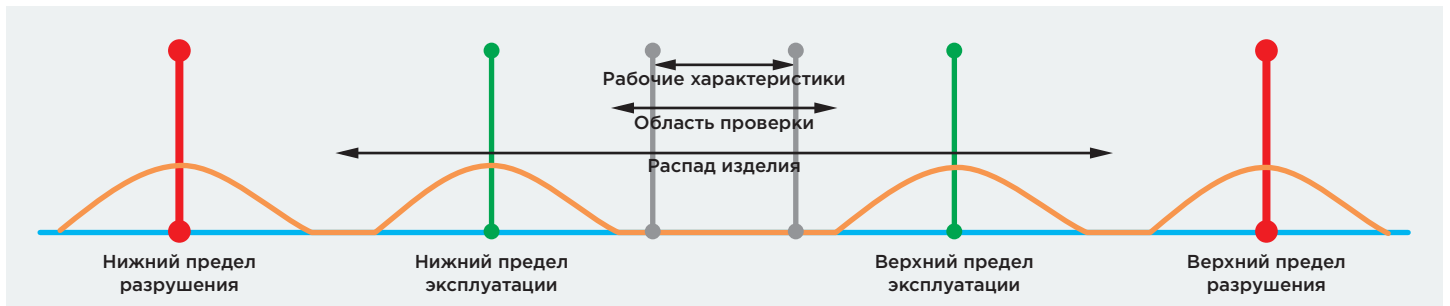 Рабочие характеристики
Область проверки
Распад изделия
Нижний предел
разрушения
Нижний предел
эксплуатации
Верхний предел
эксплуатации
Верхний предел
разрушения